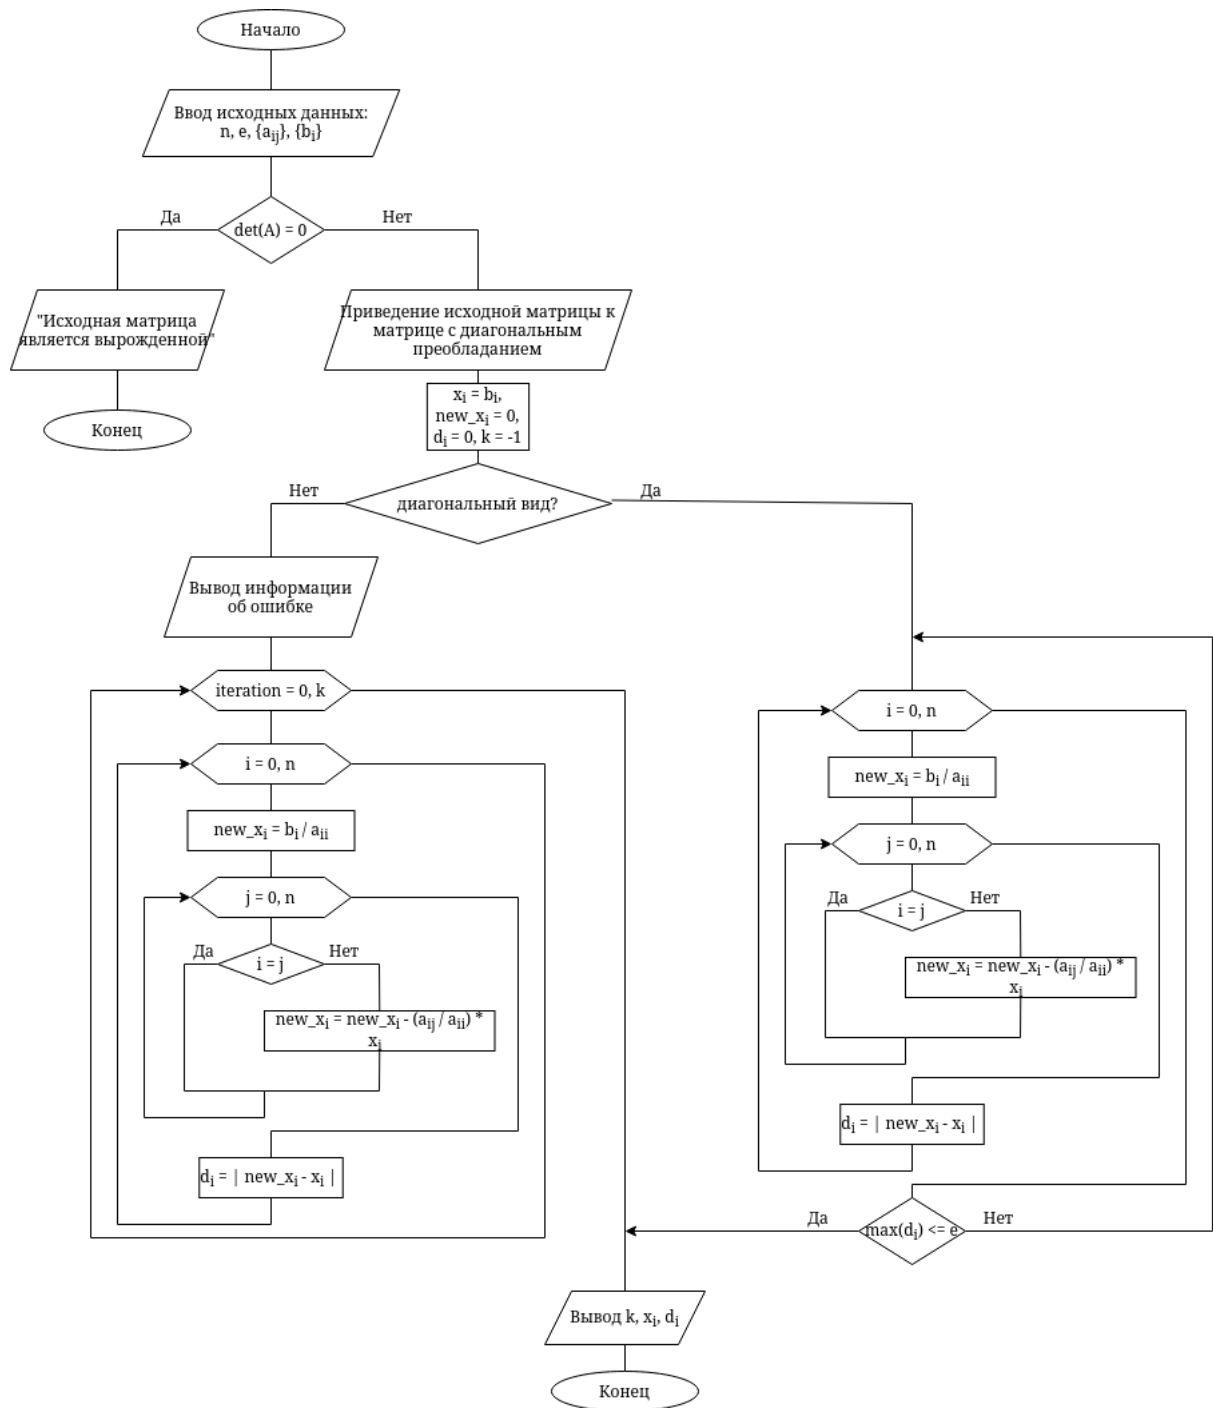 Начало
Ввод исходных данных:
n, e, {aij}, {bi}
Да
Нет
det(A) = 0
"Исходная матрица
является вырожденной"
Приведение исходной матрицы к
матрице с диагональным
преобладанием
Конец
xi = bi,
new_xi = 0,
di = 0, k = -1
Нет
Да
диагональный вид?
Вывод информации
об ошибке
iteration = 0, k
i = 0, n
new_xi = bi / aii
j = 0, n
Да
Нет
i = j
new_xi = new_xi - (aij / aii) *
xi
di = | new_xi - xi |
i = 0, n
new_xi = bi / aii
j = 0, n
Да
Нет
i = j
new_xi = new_xi - (aij / aii) *
xi
di = | new_xi - xi |
Да
Нет
max(di) <= e
Вывод k, xi, di
Конец